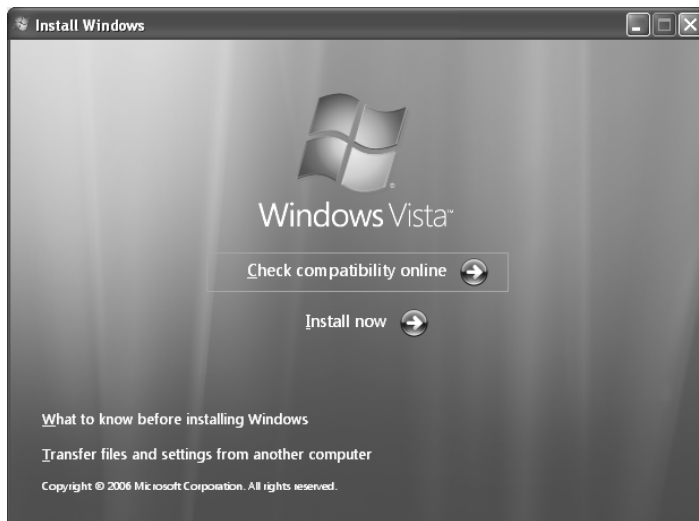 Install Windows
Windows Vista™
Check compatibility online
Install now
What to know before installing Windows
Transfer files and settings from another computer
Copyright © 2006 Microsoft Corporation. All rights reserved.